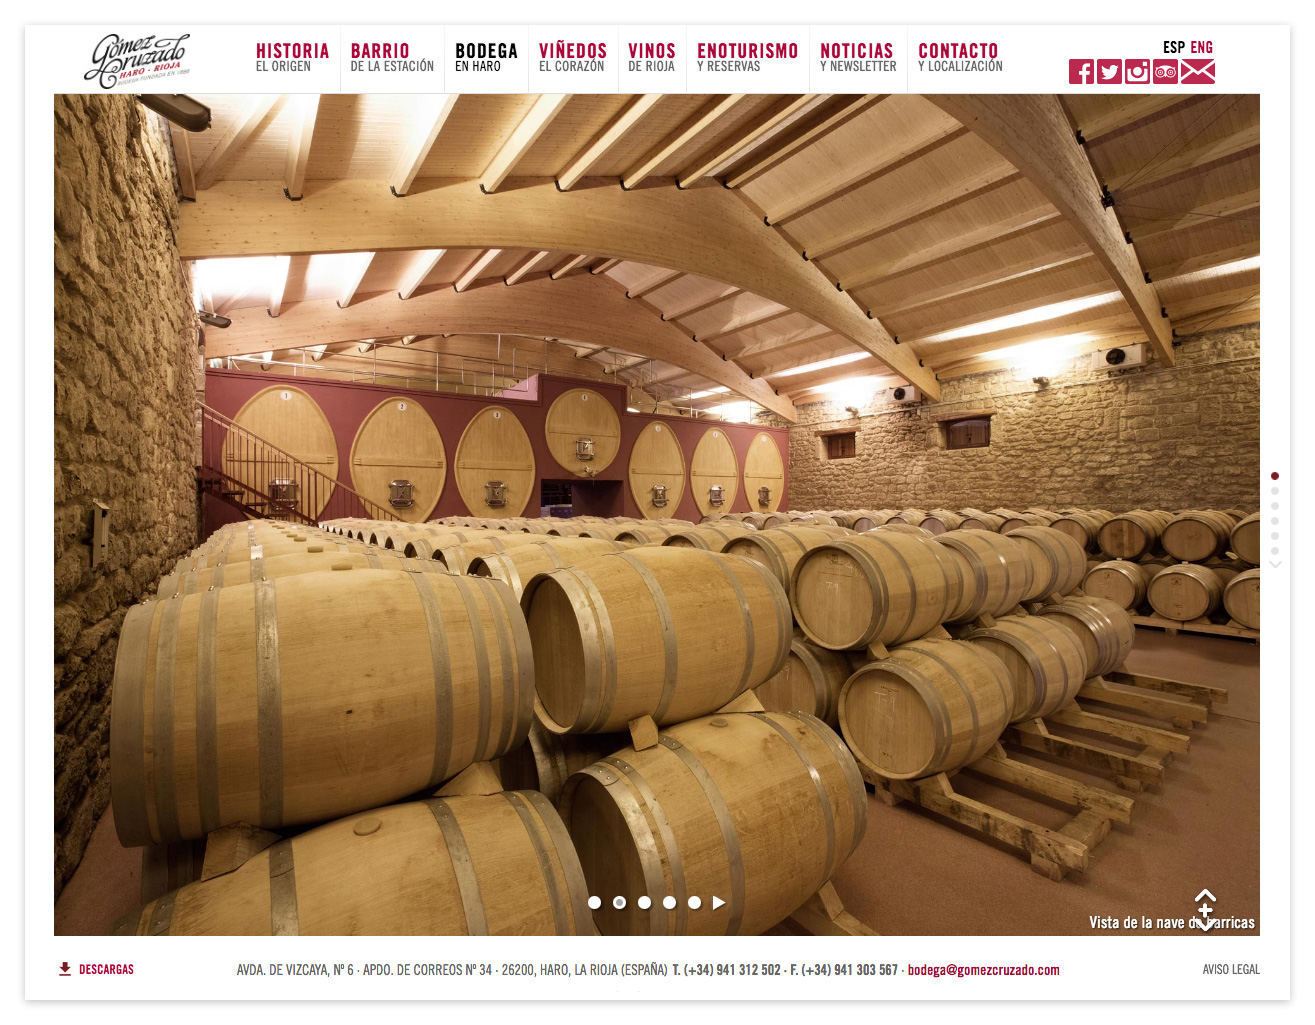 Gómez
Cruzado
HARO - RIOJA
BODEGA FUNDADA EN 1886
HISTORIA
EL ORIGEN
BARRIO
DE LA ESTACIÓN
BODEGA
EN HARO
VIÑEDOS
EL CORAZÓN
VINOS
DE RIOJA
ENOTURISMO
Y RESERVAS
NOTICIAS
Y NEWSLETTER
CONTACTO
Y LOCALIZACIÓN
ESP ENG
1
2
3
Vista de la nave de barricas
DESCARGAS
AVDA. DE VIZCAYA, Nº 6 · APDO. DE CORREOS Nº 34 · 26200, HARO, LA RIOJA (ESPAÑA) T. (+34) 941 312 502 · F. (+34) 941 303 567 · bodega@gomezcruzado.com
AVISO LEGAL